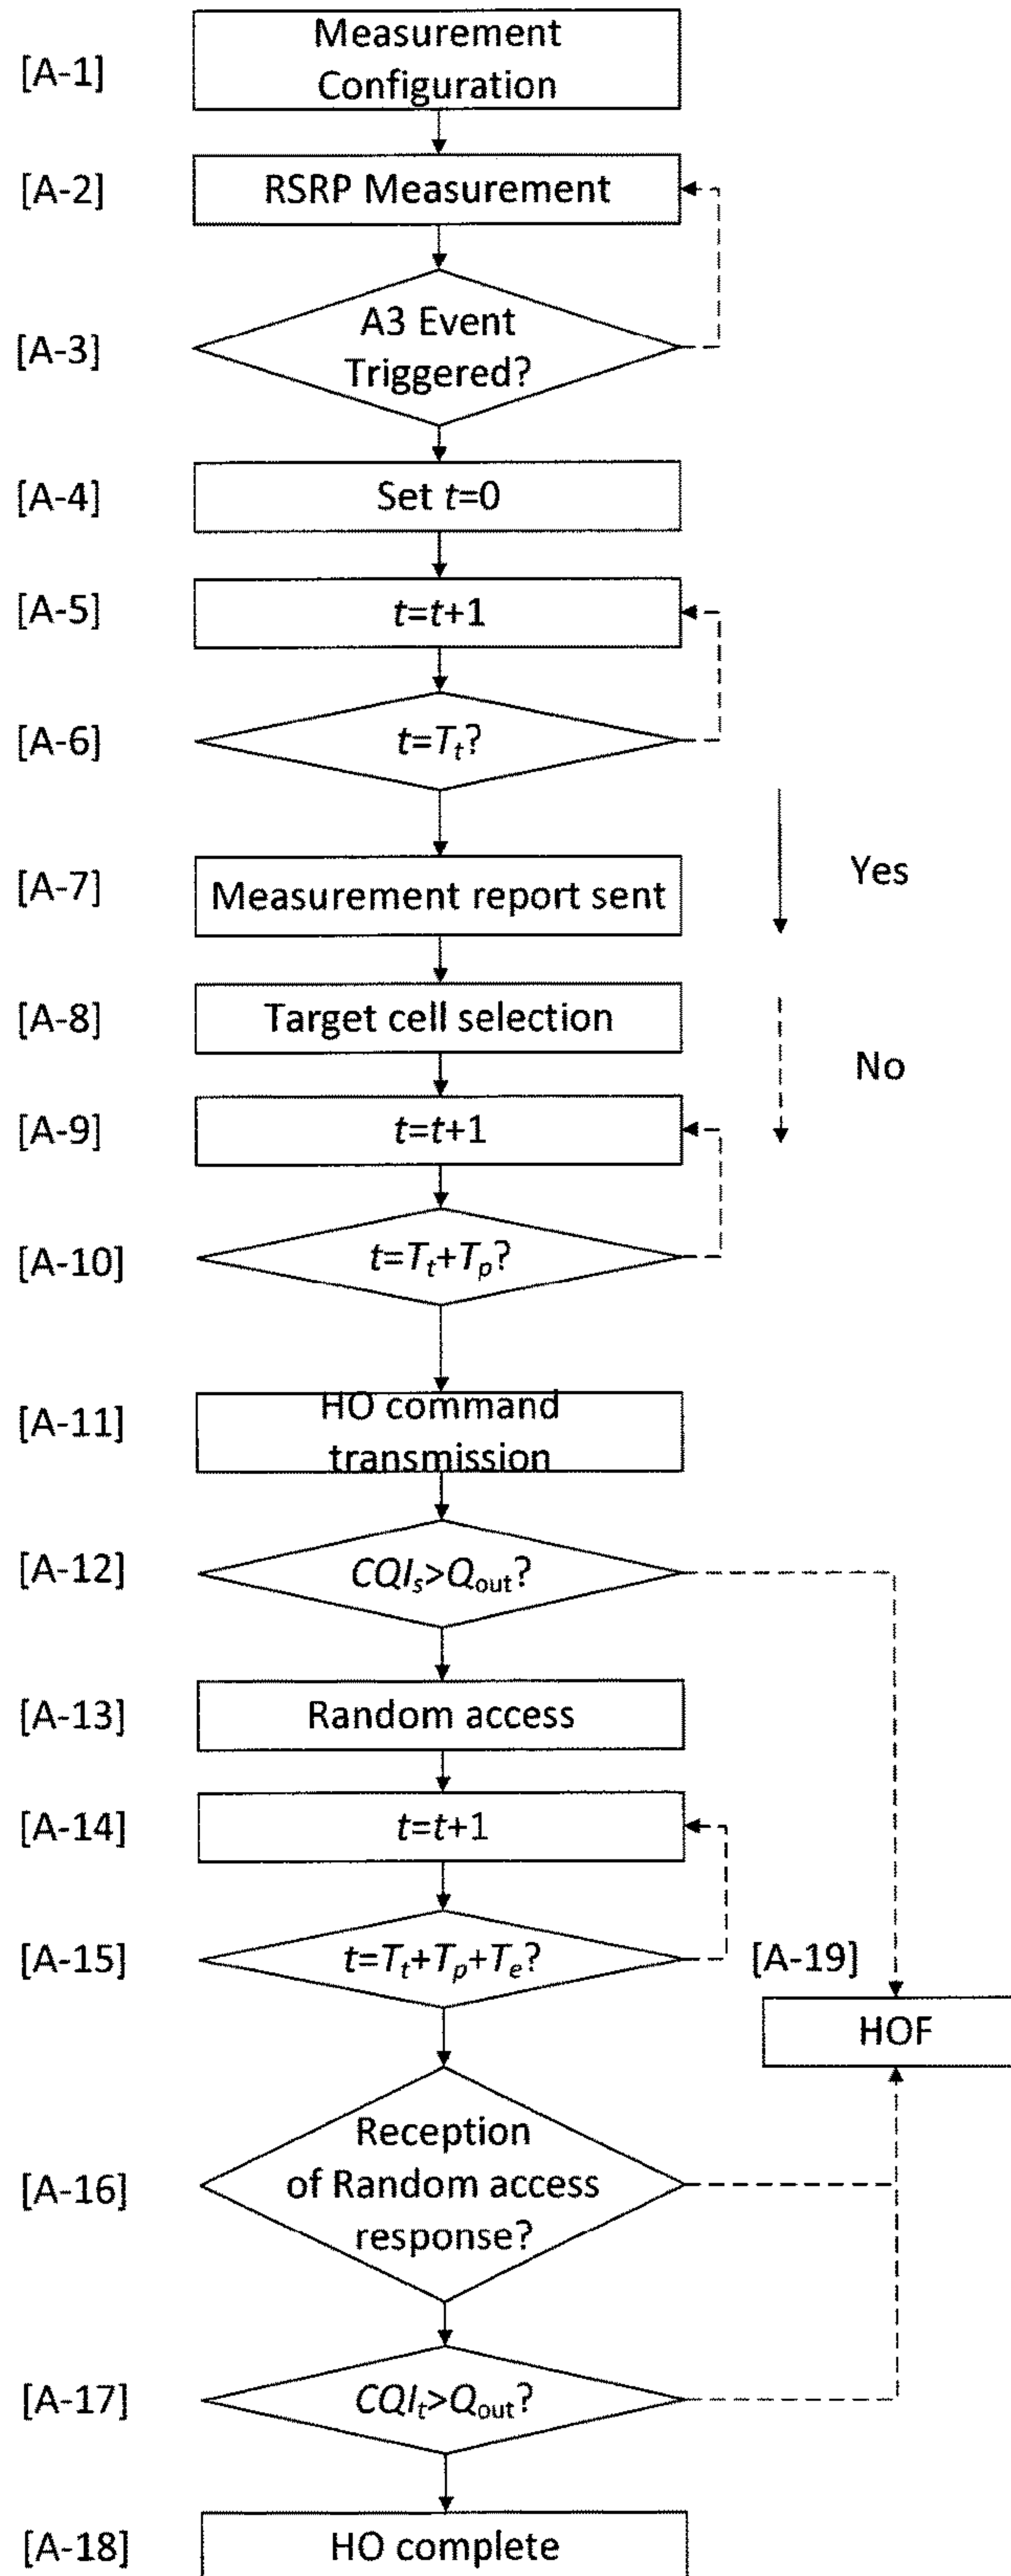 [A-1]
Measurement
Configuration
[A-2]
RSRP Measurement
[A-3]
A3 Event
Triggered?
[A-4]
Set t=0
[A-5]
t=t+1
[A-6]
t=Tt?
[A-7]
Measurement report sent
Yes
[A-8]
Target cell selection
No
[A-9]
t=t+1
[A-10]
t=Tt+Tp?
[A-11]
HO command
transmission
[A-12]
CQIs>Qout?
[A-13]
Random access
[A-14]
t=t+1
[A-15]
t=Tt+Tp+Te?
[A-19]
HOF
[A-16]
Reception
of Random access
response?
[A-17]
CQIt>Qout?
[A-18]
HO complete